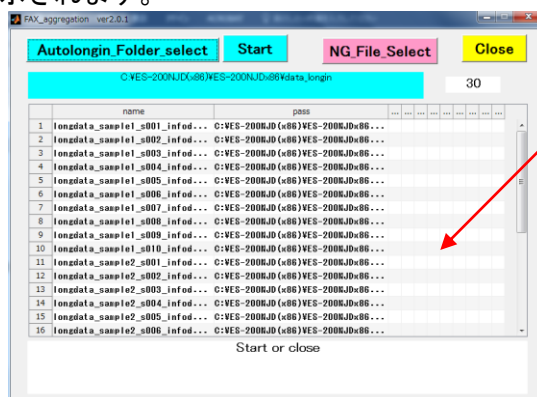 示されます。
FAX_aggregation ver2.0.1
Autolongin_Folder_select Start NG_File_Select Close
C:¥ES-200NJD(x86)¥ES-200NJDx86¥data_longin 30
name pass ... ... ... ... ... ... ... ...
1 longdata_sample1_s001_infod... C:¥ES-200NJD(x86)¥ES-200NJDx86...
2 longdata_sample1_s002_infod... C:¥ES-200NJD(x86)¥ES-200NJDx86...
3 longdata_sample1_s003_infod... C:¥ES-200NJD(x86)¥ES-200NJDx86...
4 longdata_sample1_s004_infod... C:¥ES-200NJD(x86)¥ES-200NJDx86...
5 longdata_sample1_s005_infod... C:¥ES-200NJD(x86)¥ES-200NJDx86...
6 longdata_sample1_s006_infod... C:¥ES-200NJD(x86)¥ES-200NJDx86...
7 longdata_sample1_s007_infod... C:¥ES-200NJD(x86)¥ES-200NJDx86...
8 longdata_sample1_s008_infod... C:¥ES-200NJD(x86)¥ES-200NJDx86...
9 longdata_sample1_s009_infod... C:¥ES-200NJD(x86)¥ES-200NJDx86...
10 longdata_sample1_s010_infod... C:¥ES-200NJD(x86)¥ES-200NJDx86...
11 longdata_sample2_s001_infod... C:¥ES-200NJD(x86)¥ES-200NJDx86...
12 longdata_sample2_s002_infod... C:¥ES-200NJD(x86)¥ES-200NJDx86...
13 longdata_sample2_s003_infod... C:¥ES-200NJD(x86)¥ES-200NJDx86...
14 longdata_sample2_s004_infod... C:¥ES-200NJD(x86)¥ES-200NJDx86...
15 longdata_sample2_s005_infod... C:¥ES-200NJD(x86)¥ES-200NJDx86...
16 longdata_sample2_s006_infod... C:¥ES-200NJD(x86)¥ES-200NJDx86...
Start or close